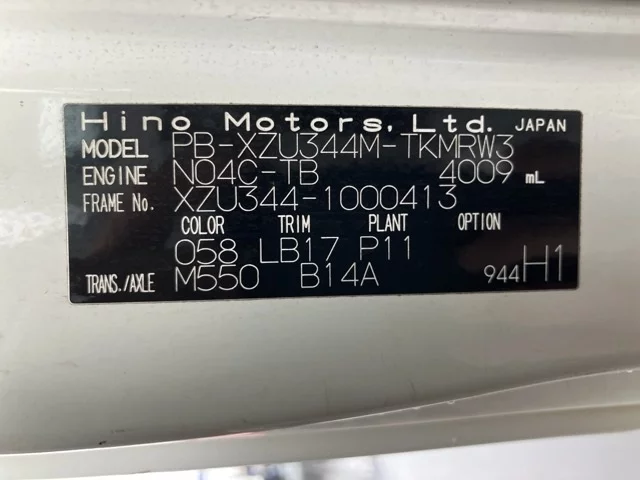 Hino Motors, Ltd. JAPAN
MODEL PB-XZU344M-TKMRW3
ENGINE N04C-TB 4009 mL
FRAME No. XZU344-1000413
COLOR TRIM PLANT OPTION
058 LB17 P11
TRANS./AXLE M550 B14A 944H1